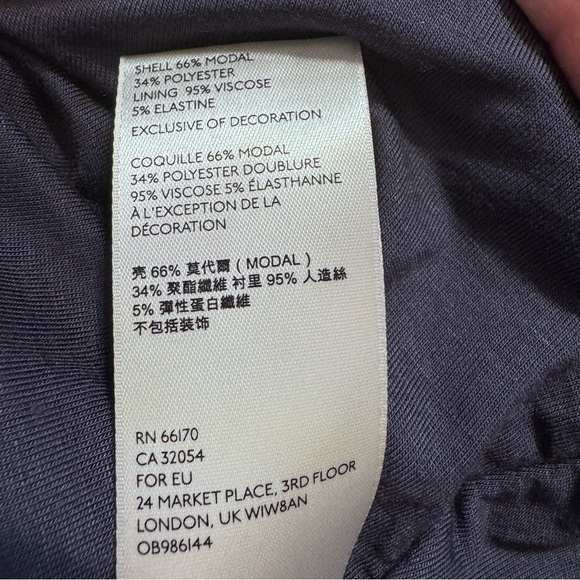 SHELL 66% MODAL
34% POLYESTER
LINING 95% VISCOSE
5% ELASTINE
EXCLUSIVE OF DECORATION
COQUILLE 66% MODAL
34% POLYESTER DOUBLURE
95% VISCOSE 5% ÉLASTHANNE
À L'EXCEPTION DE LA
DÉCORATION
壳 66% 莫代爾 ( MODAL )
34% 聚酯纖維 衬里 95% 人造絲
5% 彈性蛋白纖維
不包括装饰
RN 66170
CA 32054
FOR EU
24 MARKET PLACE, 3RD FLOOR
LONDON, UK W1W8AN
OB986144